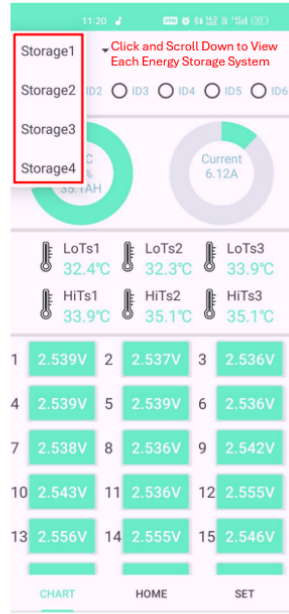 11:20
Storage1
Click and Scroll Down to View
Each Energy Storage System
Storage2 ID2 ID3 ID4 ID5 ID6
Storage3
Storage4
C
%
35.1AH
Current
6.12A
LoTs1 LoTs2 LoTs3
32.4℃ 32.3℃ 33.9℃
HiTs1 HiTs2 HiTs3
33.9℃ 35.1℃ 35.1℃
1 2.539V 2 2.537V 3 2.536V
4 2.539V 5 2.539V 6 2.536V
7 2.538V 8 2.536V 9 2.542V
10 2.543V 11 2.536V 12 2.555V
13 2.556V 14 2.555V 15 2.546V
CHART HOME SET